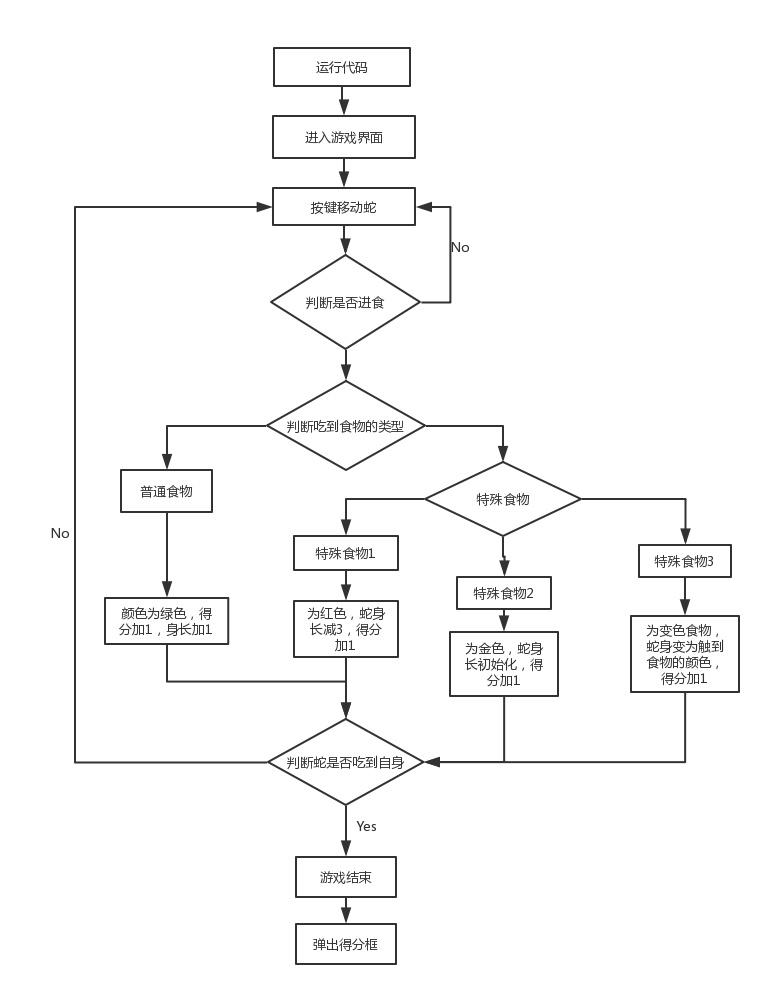 运行代码
进入游戏界面
按键移动蛇
No
判断是否进食
判断吃到食物的类型
普通食物
特殊食物
No
特殊食物1
特殊食物2
特殊食物3
颜色为绿色，得
分加1，身长加1
为红色，蛇身
长减3，得分
加1
为金色，蛇身
长初始化，得
分加1
为变色食物，
蛇身变为触到
食物的颜色，
得分加1
判断蛇是否吃到自身
Yes
游戏结束
弹出得分框